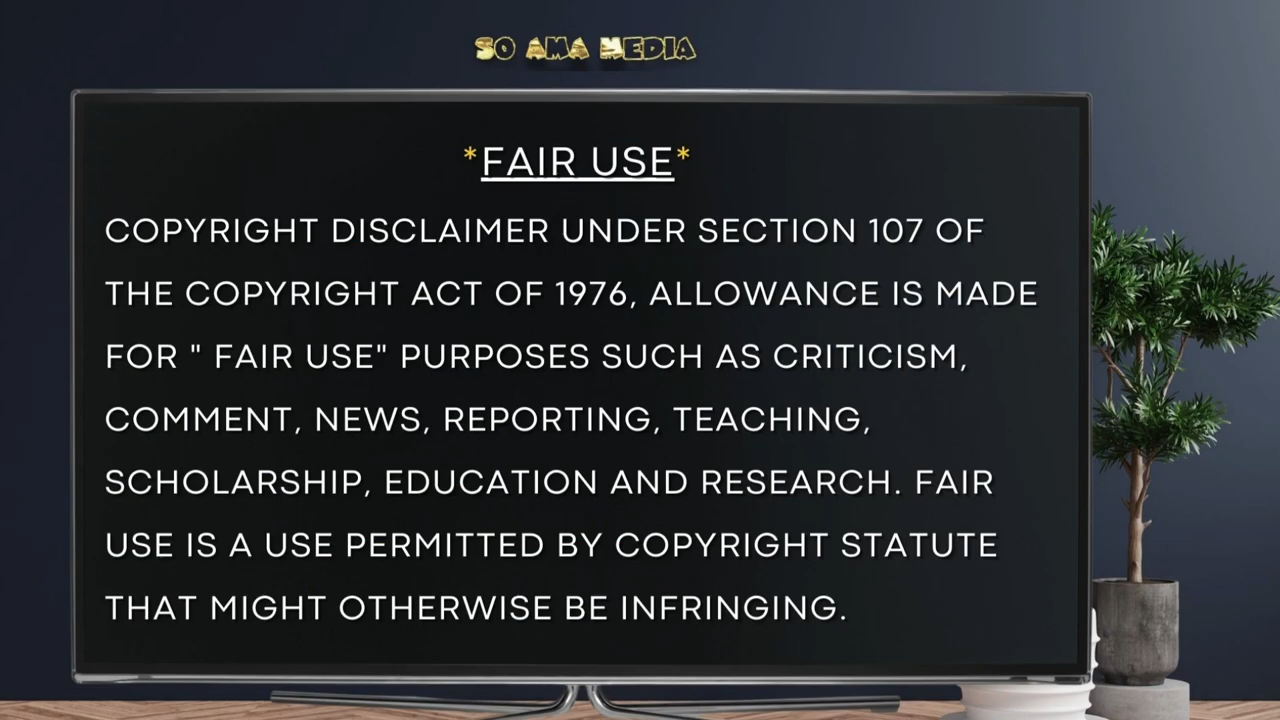 SO AMA MEDIA
*FAIR USE*
COPYRIGHT DISCLAIMER UNDER SECTION 107 OF
THE COPYRIGHT ACT OF 1976, ALLOWANCE IS MADE
FOR " FAIR USE" PURPOSES SUCH AS CRITICISM,
COMMENT, NEWS, REPORTING, TEACHING,
SCHOLARSHIP, EDUCATION AND RESEARCH. FAIR
USE IS A USE PERMITTED BY COPYRIGHT STATUTE
THAT MIGHT OTHERWISE BE INFRINGING.